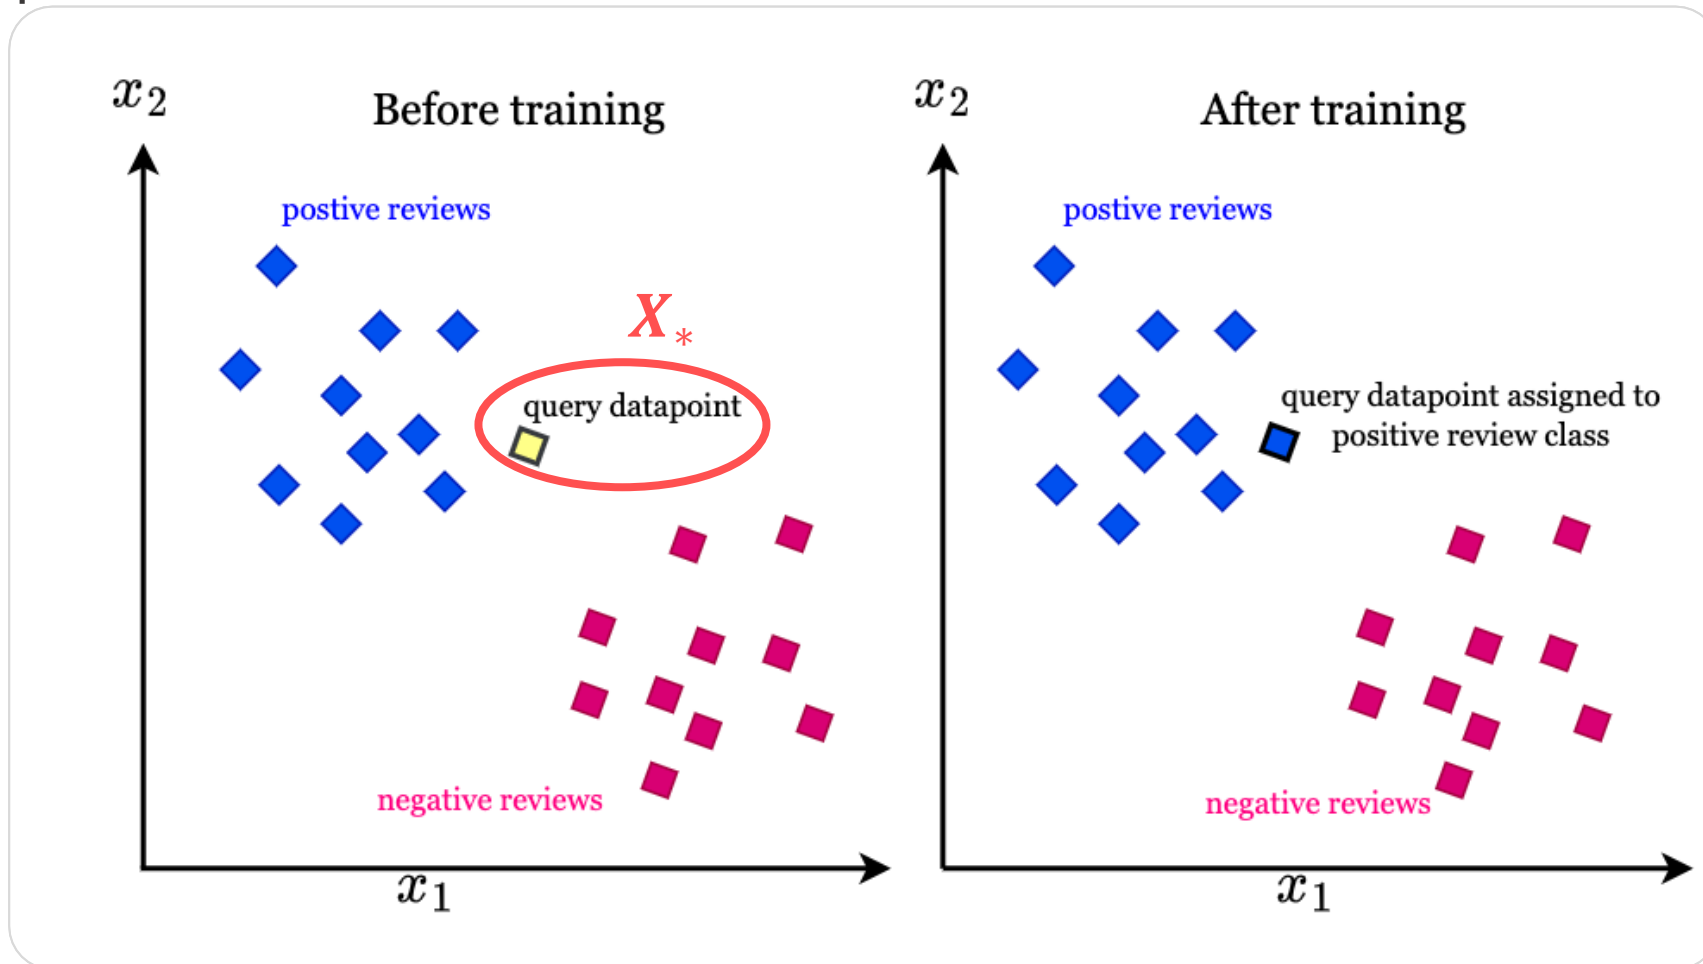 x2
Before training
postive reviews
X*
query datapoint
negative reviews
x1
x2
After training
postive reviews
query datapoint assigned to
positive review class
negative reviews
x1